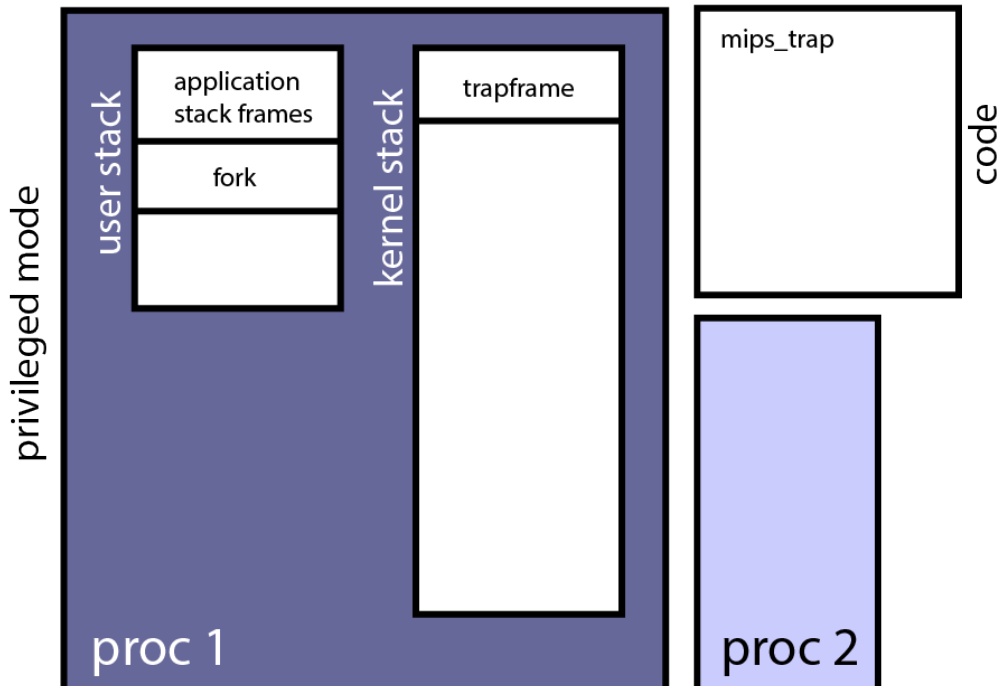 privileged mode
user stack
application
stack frames
fork
kernel stack
trapframe
proc 1
mips_trap
code
proc 2